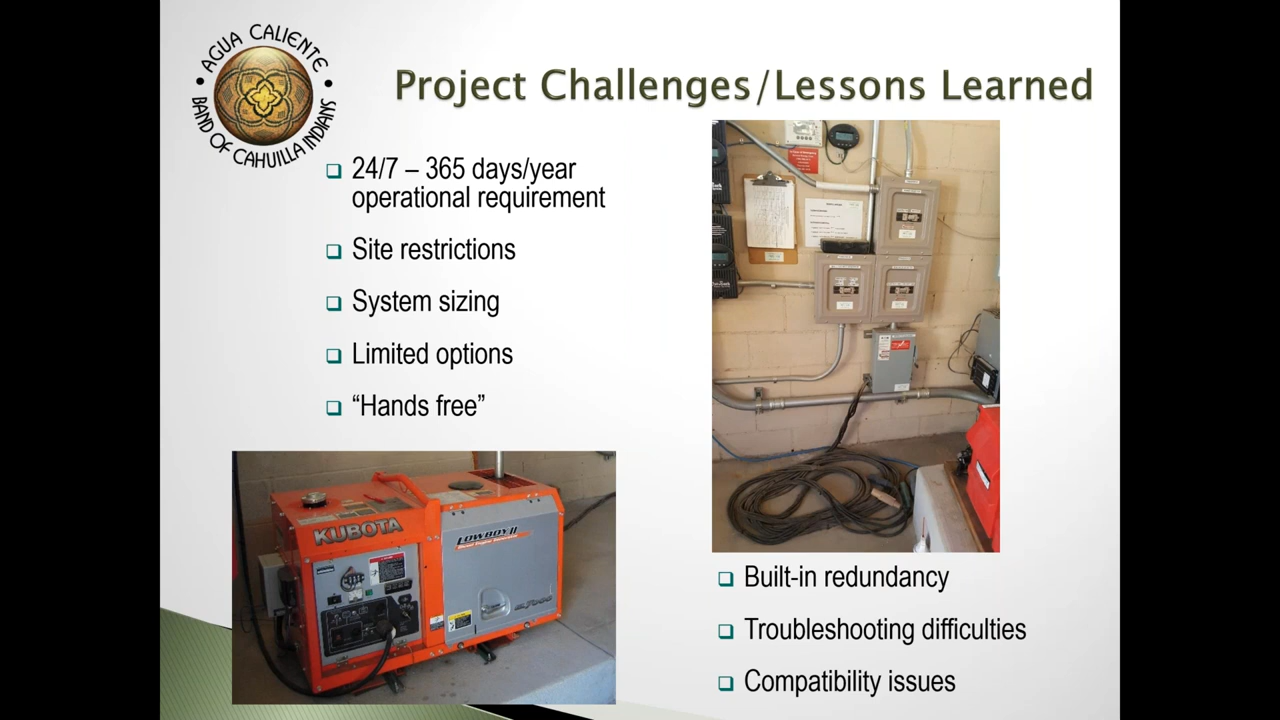 AGUA CALIENTE
BAND OF CAHUILLA INDIANS
Project Challenges/Lessons Learned
❑ 24/7 – 365 days/year
operational requirement
❑ Site restrictions
❑ System sizing
❑ Limited options
❑ “Hands free”
KUBOTA
LOWBOY II
❑ Built-in redundancy
❑ Troubleshooting difficulties
❑ Compatibility issues